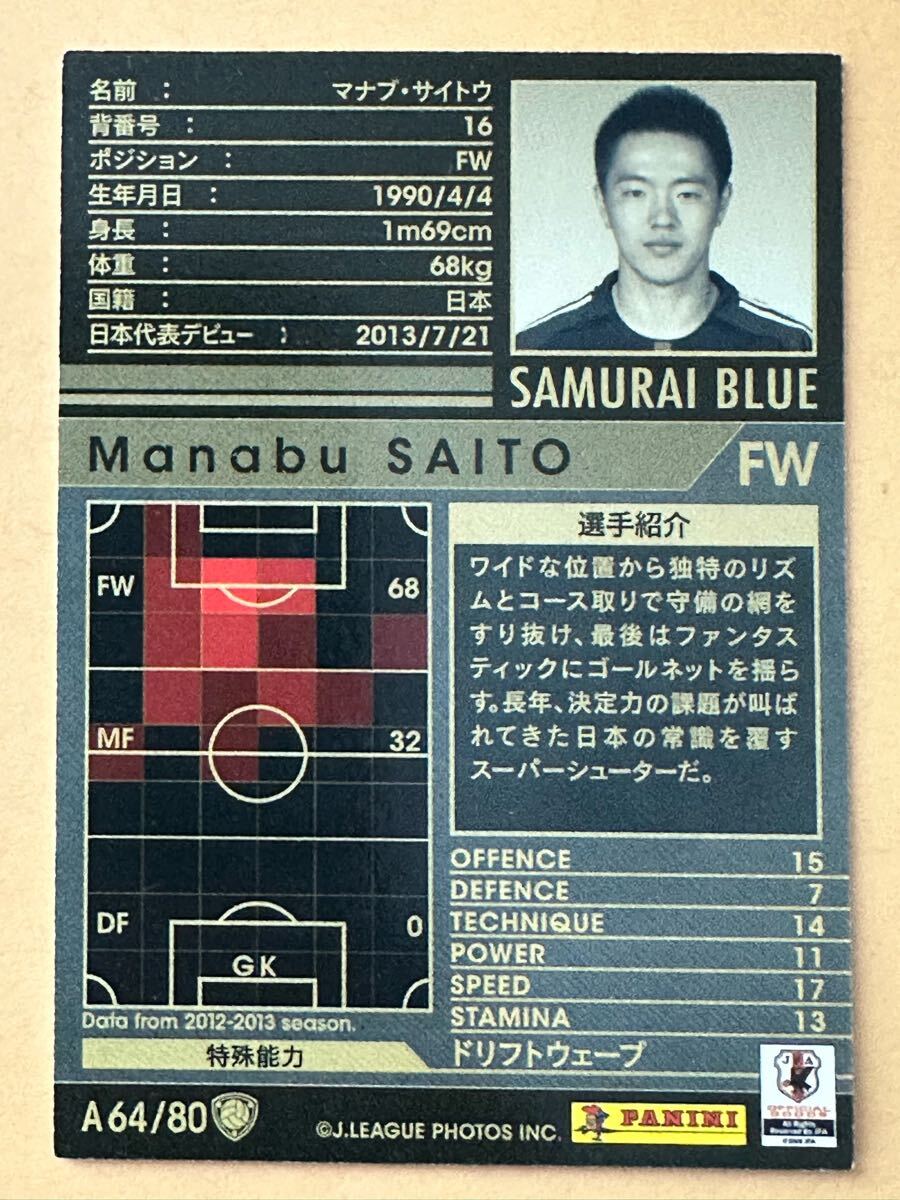 名前 : マナブ・サイトウ
背番号 : 16
ポジション : FW
生年月日 : 1990/4/4
身長 : 1m69cm
体重 : 68kg
国籍 : 日本
日本代表デビュー : 2013/7/21
SAMURAI BLUE
Manabu SAITO
FW
FW 68
MF 32
DF 0
GK
Data from 2012-2013 season.
特殊能力
選手紹介
ワイドな位置から独特のリズ
ムとコース取りで守備の網を
すり抜け、最後はファンタス
ティックにゴールネットを揺ら
す。長年、決定力の課題が叫ば
れてきた日本の常識を覆す
スーパーシューターだ。
OFFENCE 15
DEFENCE 7
TECHNIQUE 14
POWER 11
SPEED 17
STAMINA 13
ドリフトウェーブ
A64/80
©J.LEAGUE PHOTOS INC.
PANINI
JFA
OFFICIAL
GOODS
All Rights
Reserved by JFA